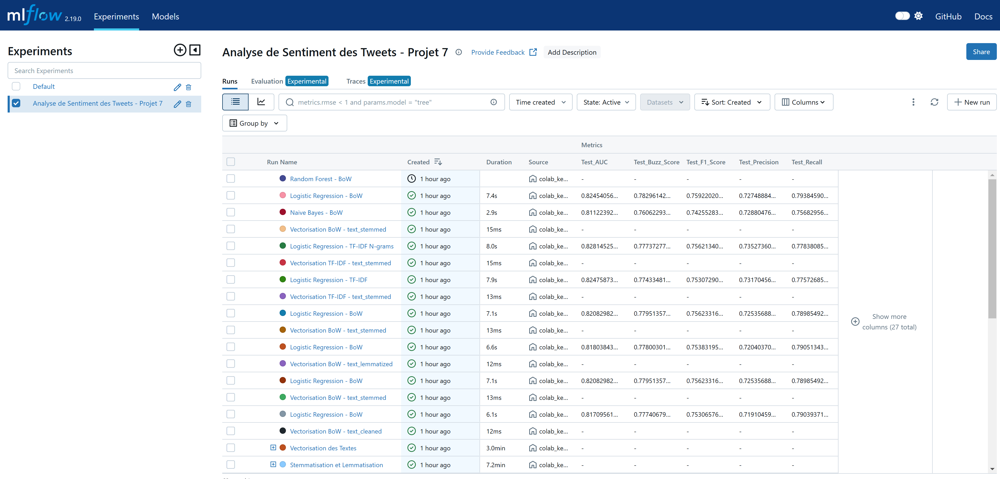 mlflow 2.19.0 Experiments Models GitHub Docs
Experiments
Search Experiments
Default
Analyse de Sentiment des Tweets - Projet 7
Analyse de Sentiment des Tweets - Projet 7 Provide Feedback Add Description Share
Runs Evaluation Experimental Traces Experimental
metrics.rmse < 1 and params.model = "tree" Time created State: Active Datasets Sort: Created Columns New run
Group by
Metrics
Run Name Created Duration Source Test_AUC Test_Buzz_Score Test_F1_Score Test_Precision Test_Recall
Random Forest - BoW 1 hour ago colab_ke... - - - - -
Logistic Regression - BoW 1 hour ago 7.4s colab_ke... 0.82454056... 0.78296142... 0.75922020... 0.72748884... 0.79384590...
Naive Bayes - BoW 1 hour ago 2.9s colab_ke... 0.81122392... 0.76062293... 0.74255283... 0.72880476... 0.75682956...
Vectorisation BoW - text_stemmed 1 hour ago 15ms colab_ke... - - - - -
Logistic Regression - TF-IDF N-grams 1 hour ago 8.0s colab_ke... 0.82814525... 0.77737277... 0.75621340... 0.73527360... 0.77838085...
Vectorisation TF-IDF - text_stemmed 1 hour ago 15ms colab_ke... - - - - -
Logistic Regression - TF-IDF 1 hour ago 7.9s colab_ke... 0.82475873... 0.77433481... 0.75307290... 0.73170456... 0.77572685...
Vectorisation TF-IDF - text_stemmed 1 hour ago 13ms colab_ke... - - - - -
Logistic Regression - BoW 1 hour ago 7.1s colab_ke... 0.82082982... 0.77951357... 0.75623316... 0.72535688... 0.78985492...
Vectorisation BoW - text_stemmed 1 hour ago 13ms colab_ke... - - - - -
Logistic Regression - BoW 1 hour ago 6.6s colab_ke... 0.81803843... 0.77800301... 0.75383195... 0.72040370... 0.79051343...
Vectorisation BoW - text_lemmatized 1 hour ago 12ms colab_ke... - - - - -
Logistic Regression - BoW 1 hour ago 7.1s colab_ke... 0.82082982... 0.77951357... 0.75623316... 0.72535688... 0.78985492...
Vectorisation BoW - text_stemmed 1 hour ago 13ms colab_ke... - - - - -
Logistic Regression - BoW 1 hour ago 6.1s colab_ke... 0.81709561... 0.77740679... 0.75306576... 0.71910459... 0.79039371...
Vectorisation BoW - text_cleaned 1 hour ago 12ms colab_ke... - - - - -
Vectorisation des Textes 1 hour ago 3.0min colab_ke... - - - - -
Stemmatisation et Lemmatisation 1 hour ago 7.2min colab_ke... - - - - -
Show more
columns (27 total)